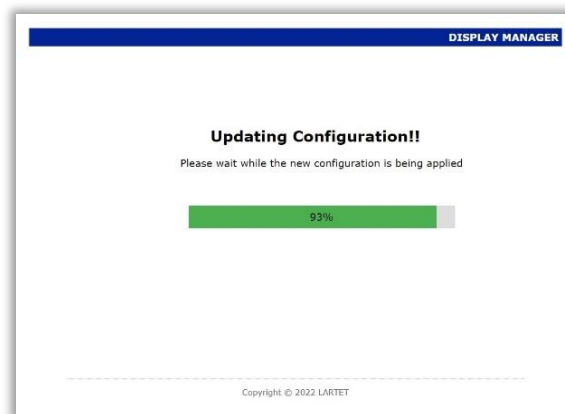 DISPLAY MANAGER
Updating Configuration!!
Please wait while the new configuration is being applied
93%
Copyright © 2022 LARTET